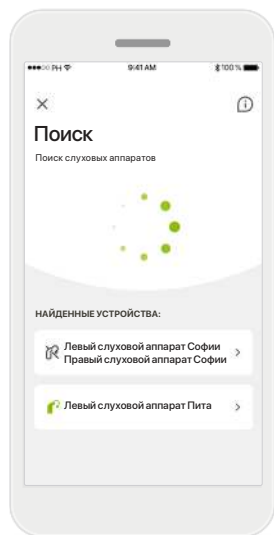 PH 9:41 AM 100 %
Поиск
Поиск слуховых аппаратов
НАЙДЕННЫЕ УСТРОЙСТВА:
Левый слуховой аппарат Софии
Правый слуховой аппарат Софии
Левый слуховой аппарат Пита